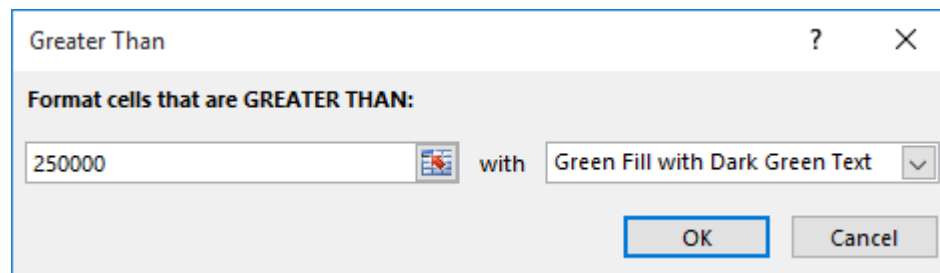 Greater Than ?
Format cells that are GREATER THAN:
250000 with Green Fill with Dark Green Text
OK Cancel